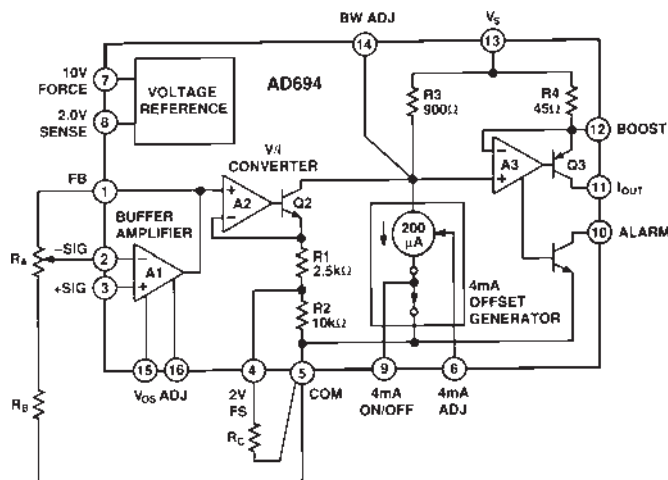 BW ADJ
14
VS
13
10V
FORCE
7
2.0V
SENSE
8
VOLTAGE
REFERENCE
AD694
R3
900Ω
R4
45Ω
12
BOOST
V/I
CONVERTER
FB
1
BUFFER
AMPLIFIER
+
A2
−
Q2
−
A3
+
Q3
11
IOUT
10
ALARM
RA
−SIG
2
−
A1
+SIG
3
+
R1
2.5kΩ
R2
10kΩ
200
μA
4mA
OFFSET
GENERATOR
15
16
4
5
9
6
VOS ADJ
2V
FS
COM
4mA
ON/OFF
4mA
ADJ
RB
RC